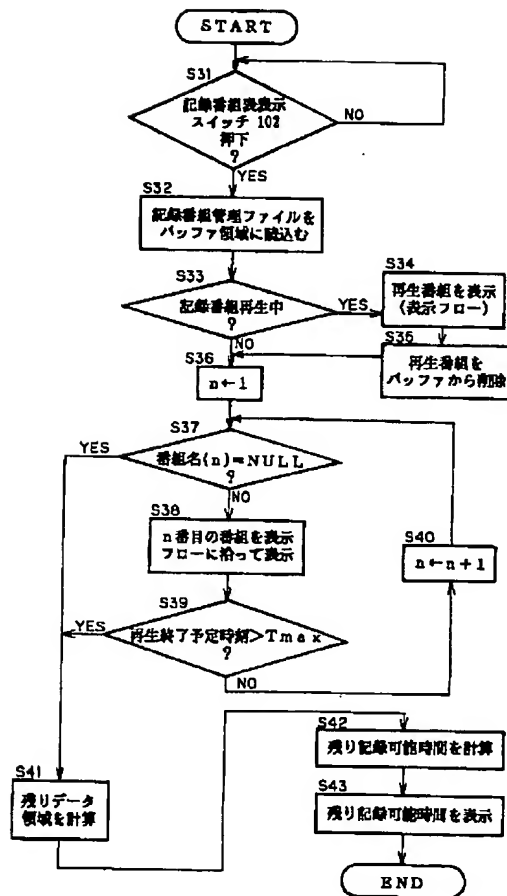 START
S31
記録番組表表示
スイッチ 102
押下
?
NO
YES
S32
記録番組管理ファイルを
バッファ領域に読込む
S33
記録番組再生中
?
YES
NO
S34
再生番組を表示
(表示フロー)
S35
再生番組を
バッファから削除
S36
n←1
S37
番組名(n)=NULL
?
YES
NO
S38
n番目の番組を表示
フローに沿って表示
S39
再生終了予定時刻>Tmax
?
YES
NO
S40
n←n+1
S41
残りデータ
領域を計算
S42
残り記録可能時間を計算
S43
残り記録可能時間を表示
END